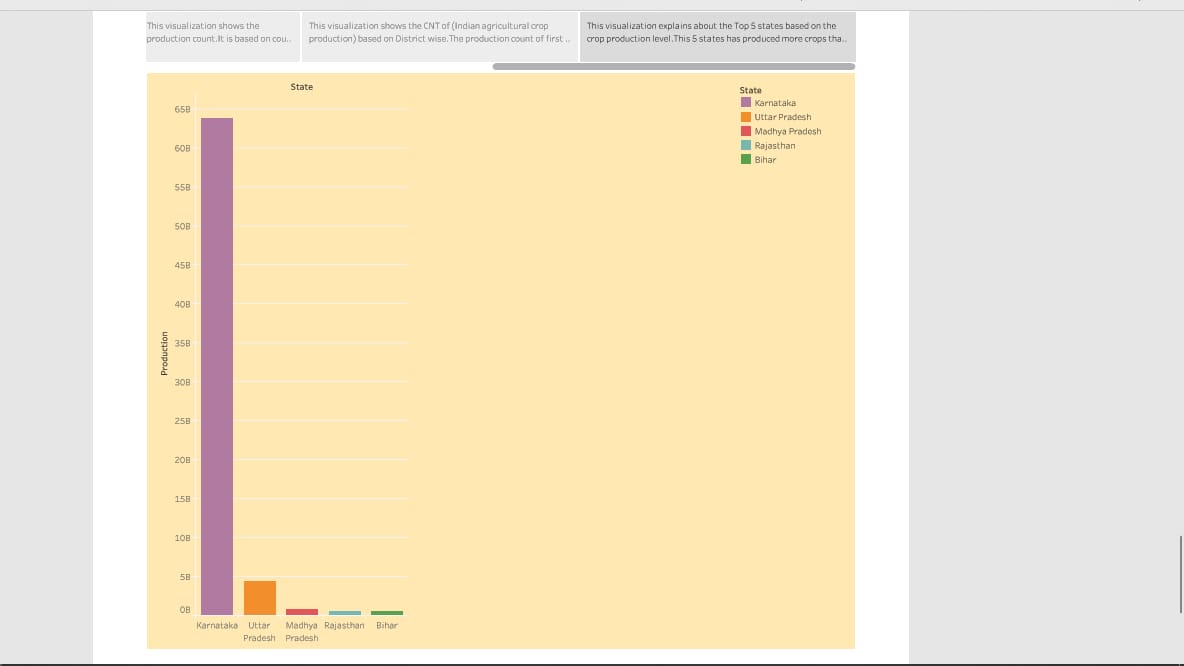 This visualization shows the
production count.It is based on cou..
This visualization shows the CNT of (Indian agricultural crop
production) based on District wise.The production count of first ..
This visualization explains about the Top 5 states based on the
crop production level.This 5 states has produced more crops tha..
State
65B
60B
55B
50B
45B
40B
35B
30B
25B
20B
15B
10B
5B
0B
Production
Karnataka
Uttar
Pradesh
Madhya
Pradesh
Rajasthan
Bihar
State
Karnataka
Uttar Pradesh
Madhya Pradesh
Rajasthan
Bihar